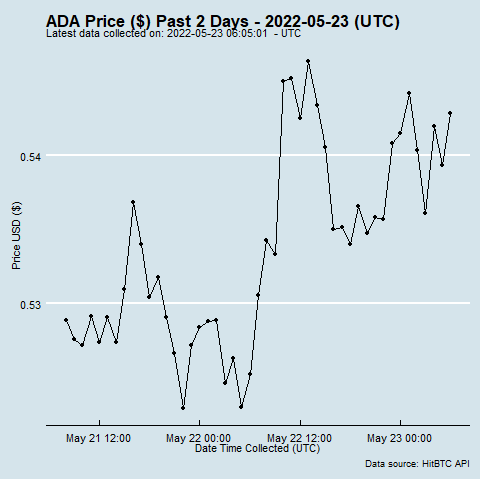 ADA Price ($) Past 2 Days - 2022-05-23 (UTC)
Latest data collected on: 2022-05-23 06:05:01  - UTC
0.54
Price USD ($)
0.53
May 21 12:00
May 22 00:00
May 22 12:00
May 23 00:00
Date Time Collected (UTC)
Data source: HitBTC API